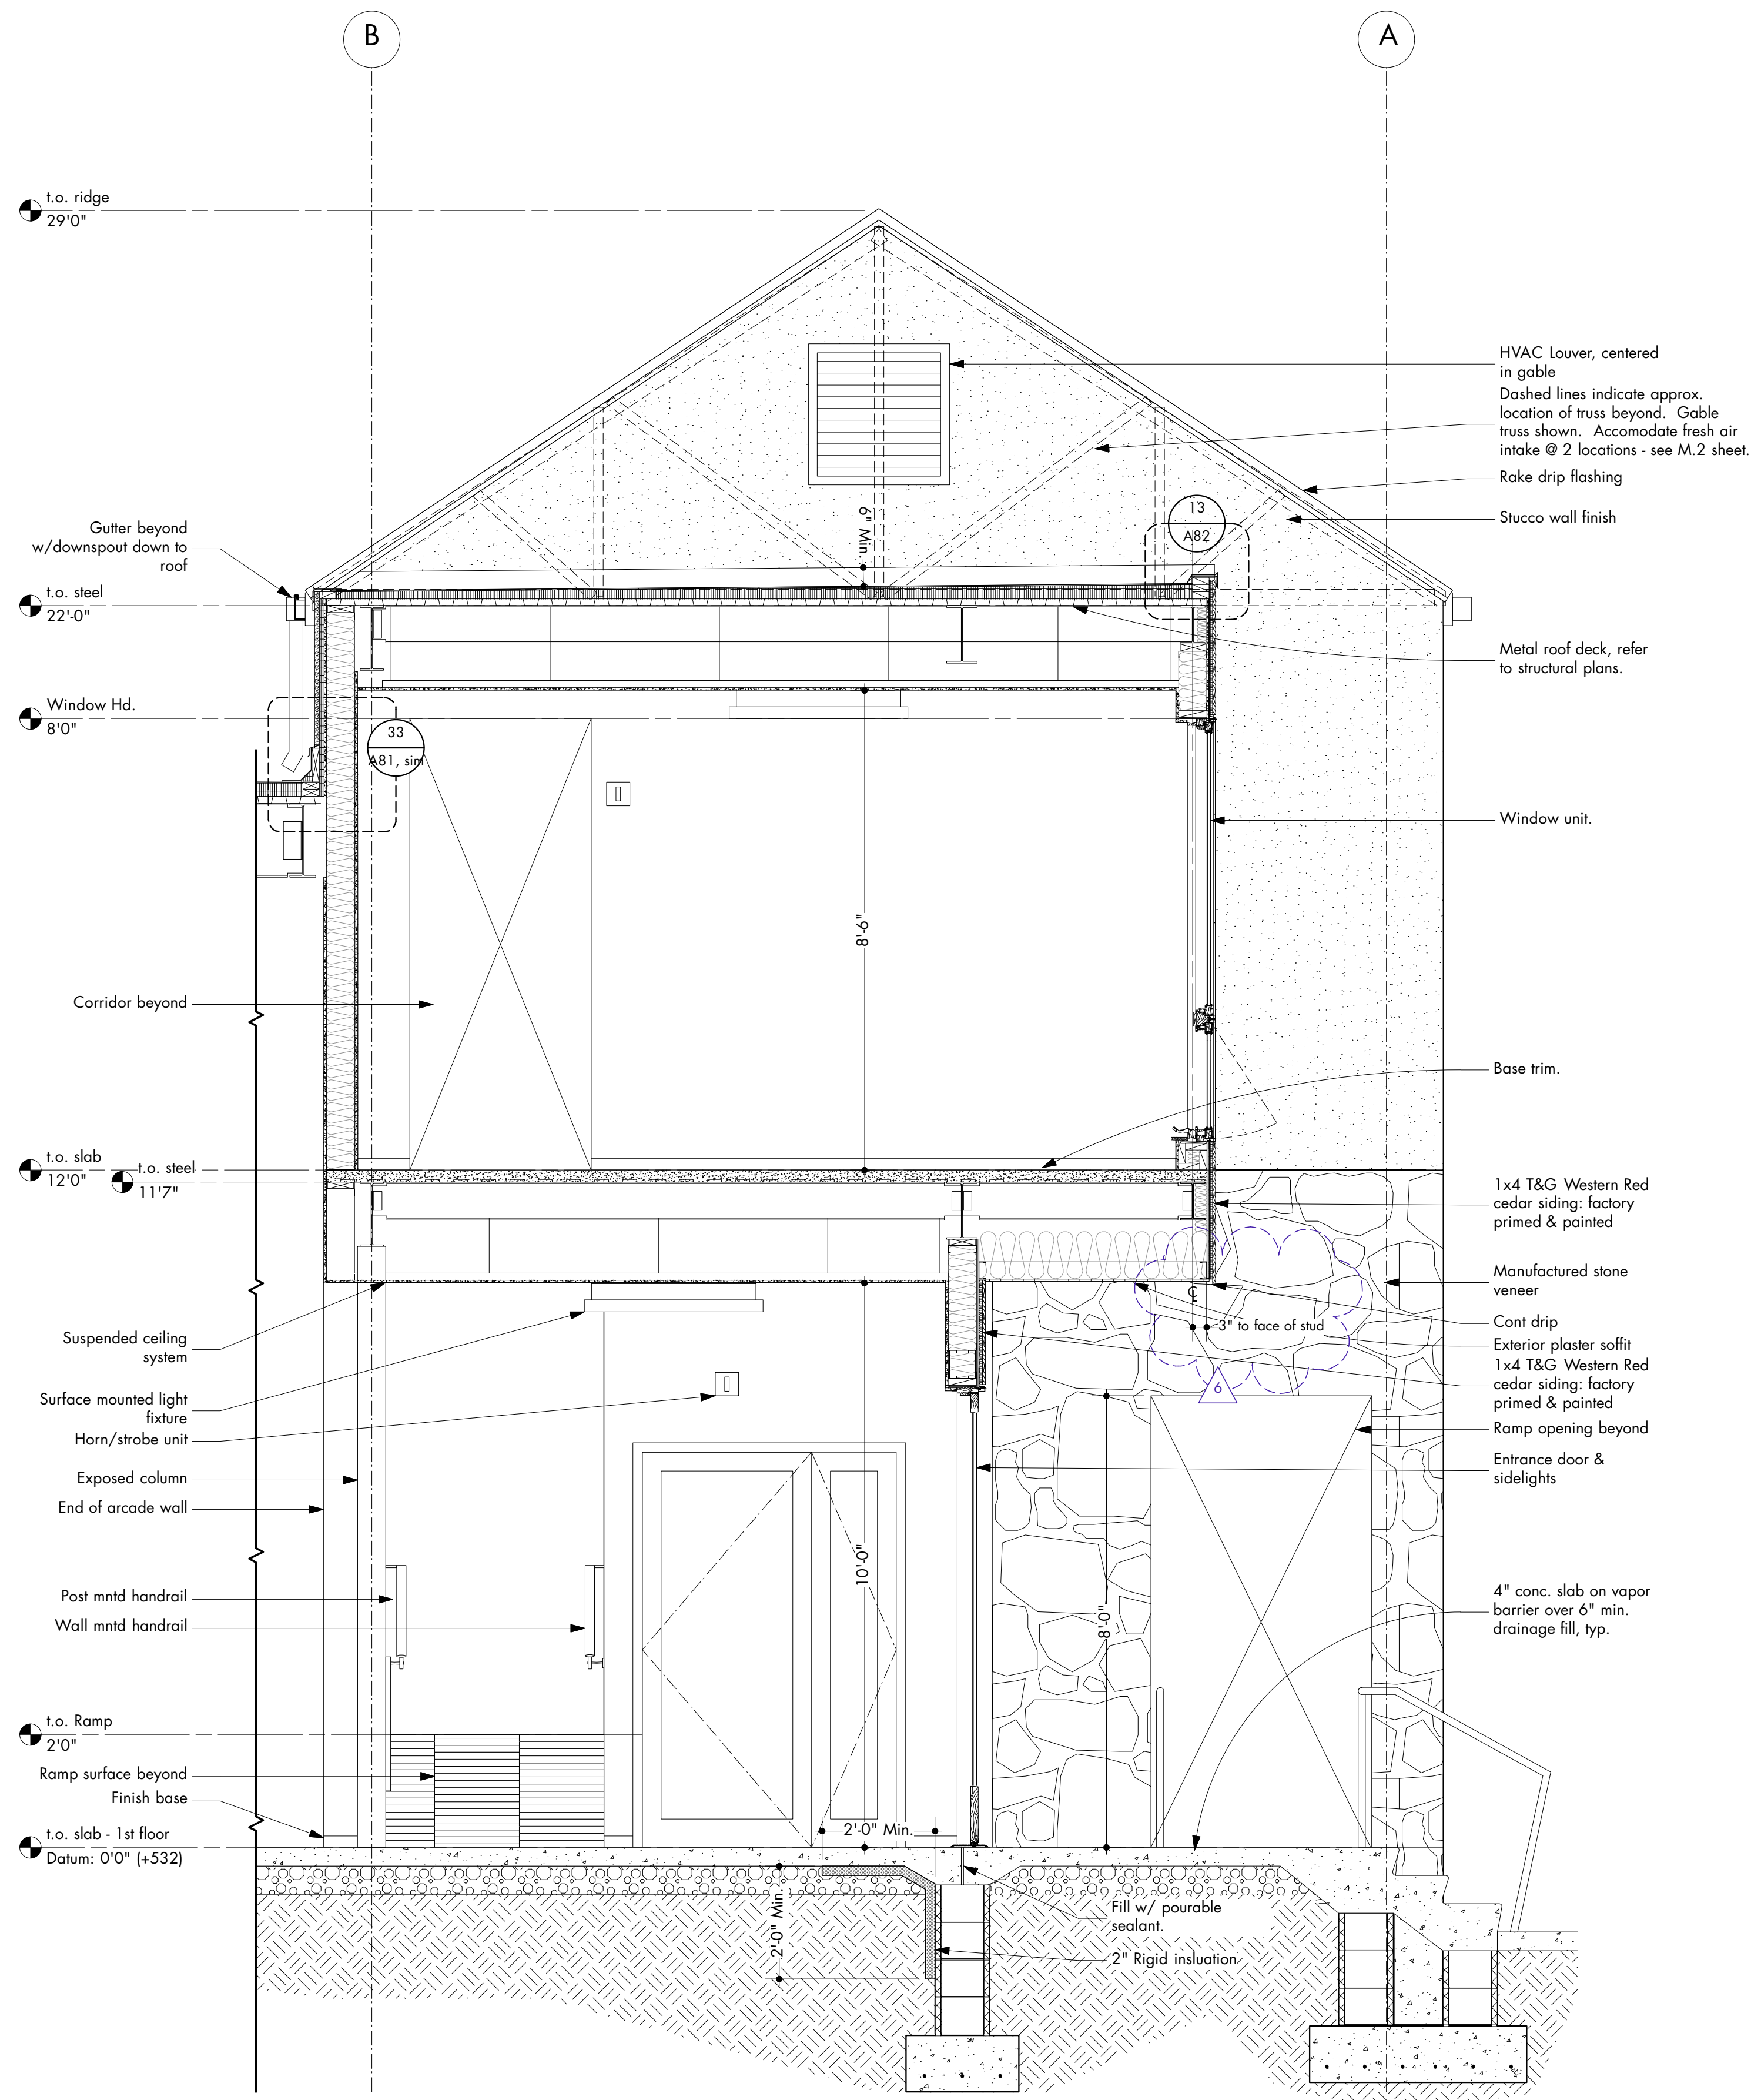 B
A
t.o. ridge
29'0"
HVAC Louver, centered
in gable
Dashed lines indicate approx.
location of truss beyond. Gable
truss shown. Accomodate fresh air
intake @ 2 locations - see M.2 sheet.
Rake drip flashing
Stucco wall finish
13
A82
6" Min.
Gutter beyond
w/downspout down to
roof
t.o. steel
22'-0"
Metal roof deck, refer
to structural plans.
Window Hd.
8'0"
33
A81, sim
Window unit.
8'-6"
Corridor beyond
Base trim.
t.o. slab
12'0"
t.o. steel
11'7"
1x4 T&G Western Red
cedar siding: factory
primed & painted
Manufactured stone
veneer
Cont drip
Exterior plaster soffit
1x4 T&G Western Red
cedar siding: factory
primed & painted
Ramp opening beyond
Entrance door &
sidelights
CL
3" to face of stud
6
Suspended ceiling
system
Surface mounted light
fixture
Horn/strobe unit
Exposed column
End of arcade wall
Post mntd handrail
Wall mntd handrail
10'-0"
8'-0"
4" conc. slab on vapor
barrier over 6" min.
drainage fill, typ.
t.o. Ramp
2'0"
Ramp surface beyond
Finish base
t.o. slab - 1st floor
Datum: 0'0" (+532)
2'-0" Min.
2'-0" Min.
Fill w/ pourable
sealant.
2" Rigid insluation